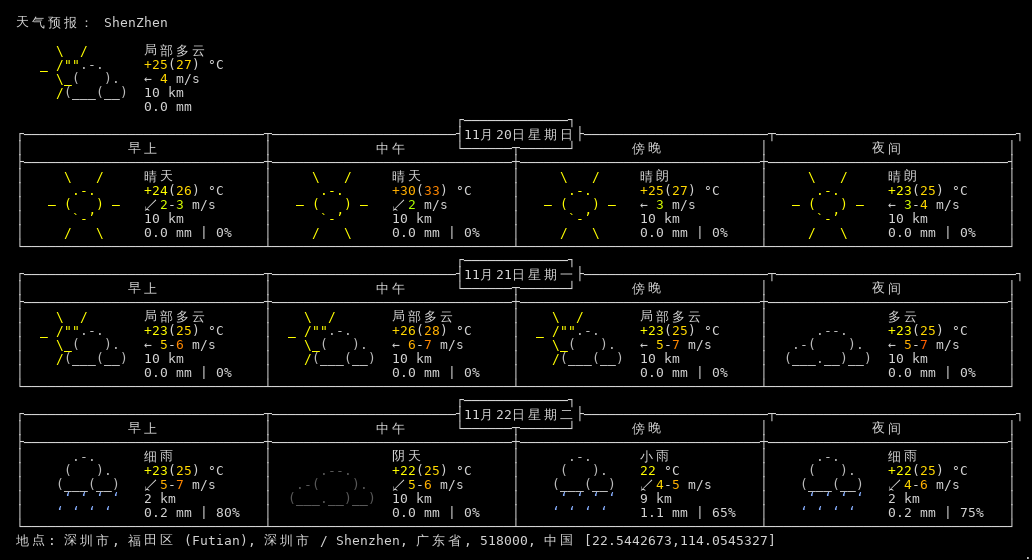 天气预报： ShenZhen
局部多云
+25(27) °C
← 4 m/s
10 km
0.0 mm
11月20日星期日
早上 中午 傍晚 夜间
晴天 晴天 晴朗 晴朗
+24(26) °C +30(33) °C +25(27) °C +23(25) °C
↙ 2-3 m/s ↙ 2 m/s ← 3 m/s ← 3-4 m/s
10 km 10 km 10 km 10 km
0.0 mm | 0% 0.0 mm | 0% 0.0 mm | 0% 0.0 mm | 0%
11月21日星期一
早上 中午 傍晚 夜间
局部多云 局部多云 局部多云 多云
+23(25) °C +26(28) °C +23(25) °C +23(25) °C
← 5-6 m/s ← 6-7 m/s ← 5-7 m/s ← 5-7 m/s
10 km 10 km 10 km 10 km
0.0 mm | 0% 0.0 mm | 0% 0.0 mm | 0% 0.0 mm | 0%
11月22日星期二
早上 中午 傍晚 夜间
细雨 阴天 小雨 细雨
+23(25) °C +22(25) °C 22 °C +22(25) °C
↙ 5-7 m/s ↙ 5-6 m/s ↙ 4-5 m/s ↙ 4-6 m/s
2 km 10 km 9 km 2 km
0.2 mm | 80% 0.0 mm | 0% 1.1 mm | 65% 0.2 mm | 75%
地点: 深圳市, 福田区 (Futian), 深圳市 / Shenzhen, 广东省, 518000, 中国 [22.5442673,114.0545327]